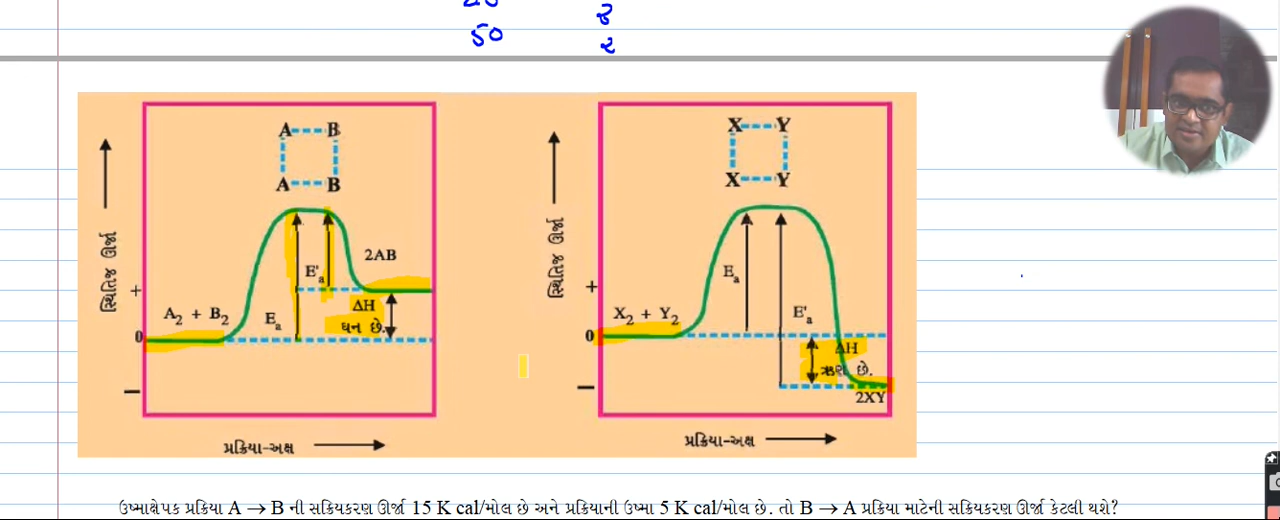 50 2
A B
A B
સ્થિતિજ ઊર્જા
+
0
−
2AB
E'a
A2 + B2 Ea
ΔH
ધન છે.
પ્રક્રિયા-અક્ષ
X Y
X Y
સ્થિતિજ ઊર્જા
+
0
−
Ea
X2 + Y2
E'a
ΔH
ઋણ છે.
2XY
પ્રક્રિયા-અક્ષ
ઉષ્માક્ષેપક પ્રક્રિયા A → B ની સક્રિયકરણ ઊર્જા 15 K cal/મોલ છે અને પ્રક્રિયાની ઉષ્મા 5 K cal/મોલ છે. તો B → A પ્રક્રિયા માટેની સક્રિયકરણ ઊર્જા કેટલી થશે?